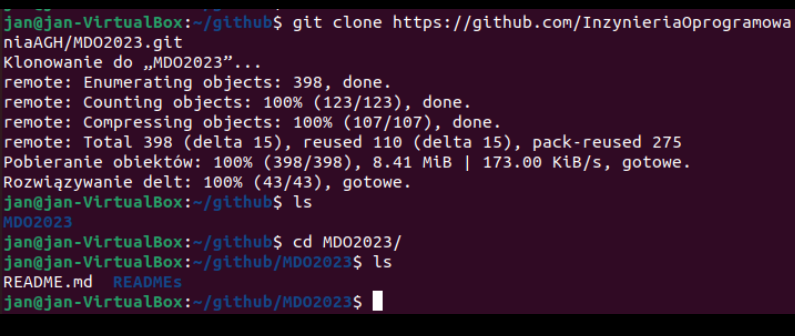 jan@jan-VirtualBox:~/github$ git clone https://github.com/InzynieriaOprogramowa
niaAGH/MDO2023.git
Klonowanie do „MDO2023”...
remote: Enumerating objects: 398, done.
remote: Counting objects: 100% (123/123), done.
remote: Compressing objects: 100% (107/107), done.
remote: Total 398 (delta 15), reused 110 (delta 15), pack-reused 275
Pobieranie obiektów: 100% (398/398), 8.41 MiB | 173.00 KiB/s, gotowe.
Rozwiązywanie delt: 100% (43/43), gotowe.
jan@jan-VirtualBox:~/github$ ls
MDO2023
jan@jan-VirtualBox:~/github$ cd MDO2023/
jan@jan-VirtualBox:~/github/MDO2023$ ls
README.md  READMEs
jan@jan-VirtualBox:~/github/MDO2023$